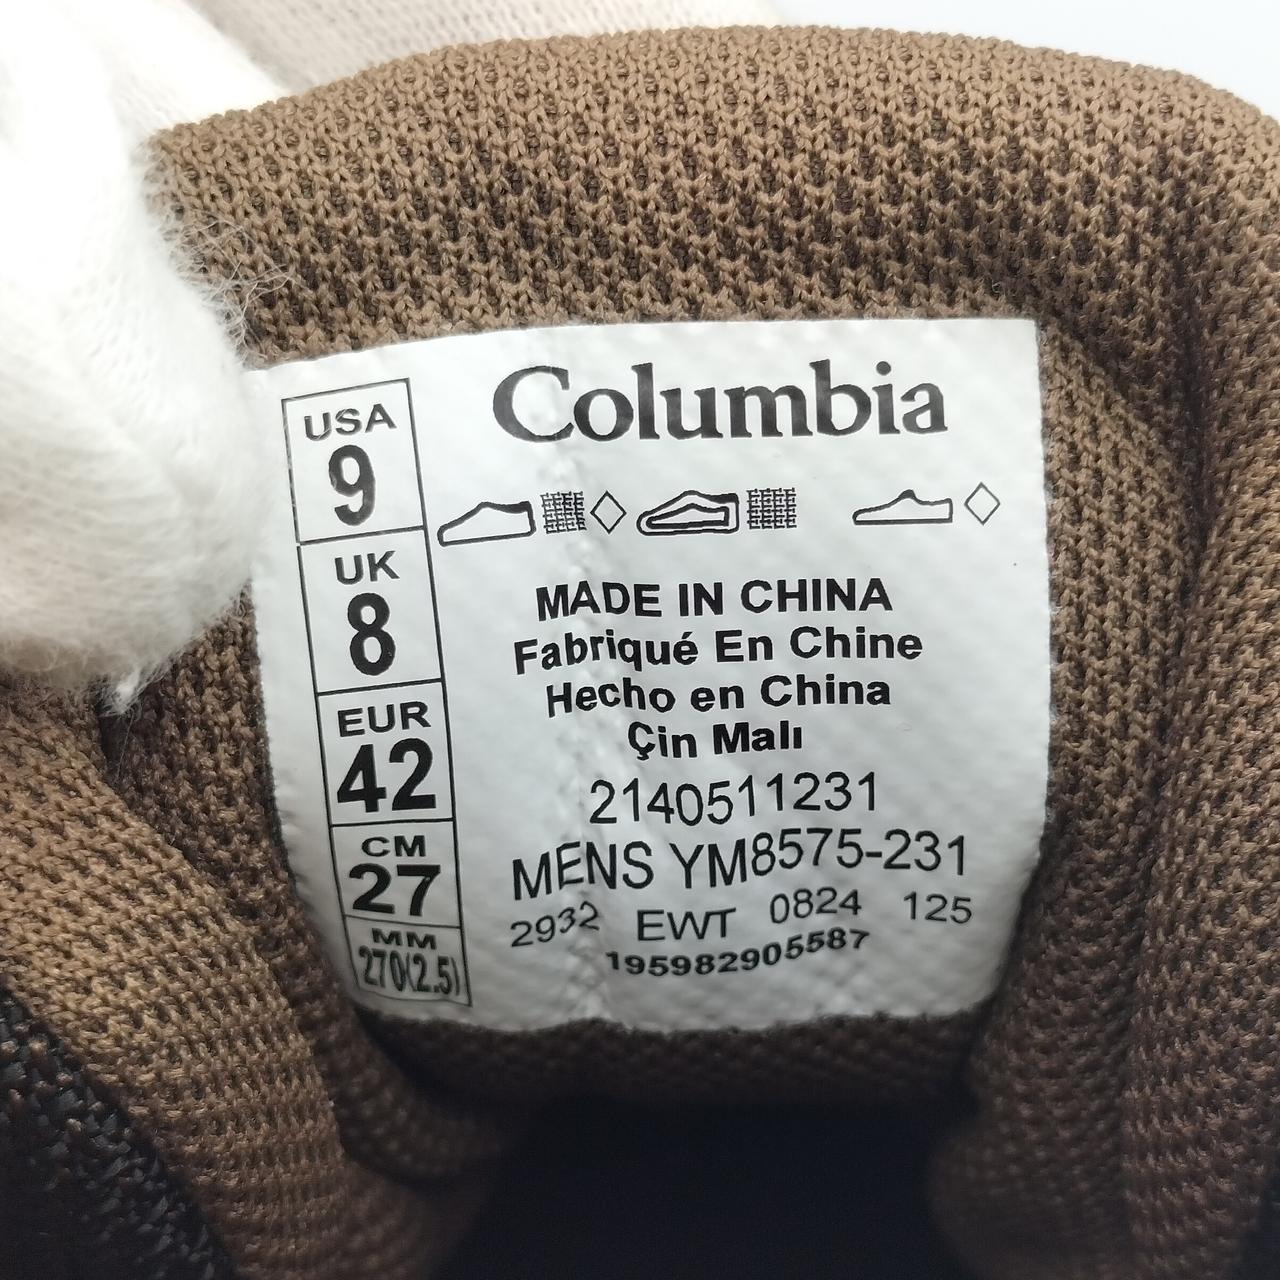 Columbia
USA
9
UK
8
EUR
42
CM
27
MM
270(2.5)
MADE IN CHINA
Fabriqué En Chine
Hecho en China
Çin Malı
2140511231
MENS YM8575-231
2932 EWT 0824 125
195982905587